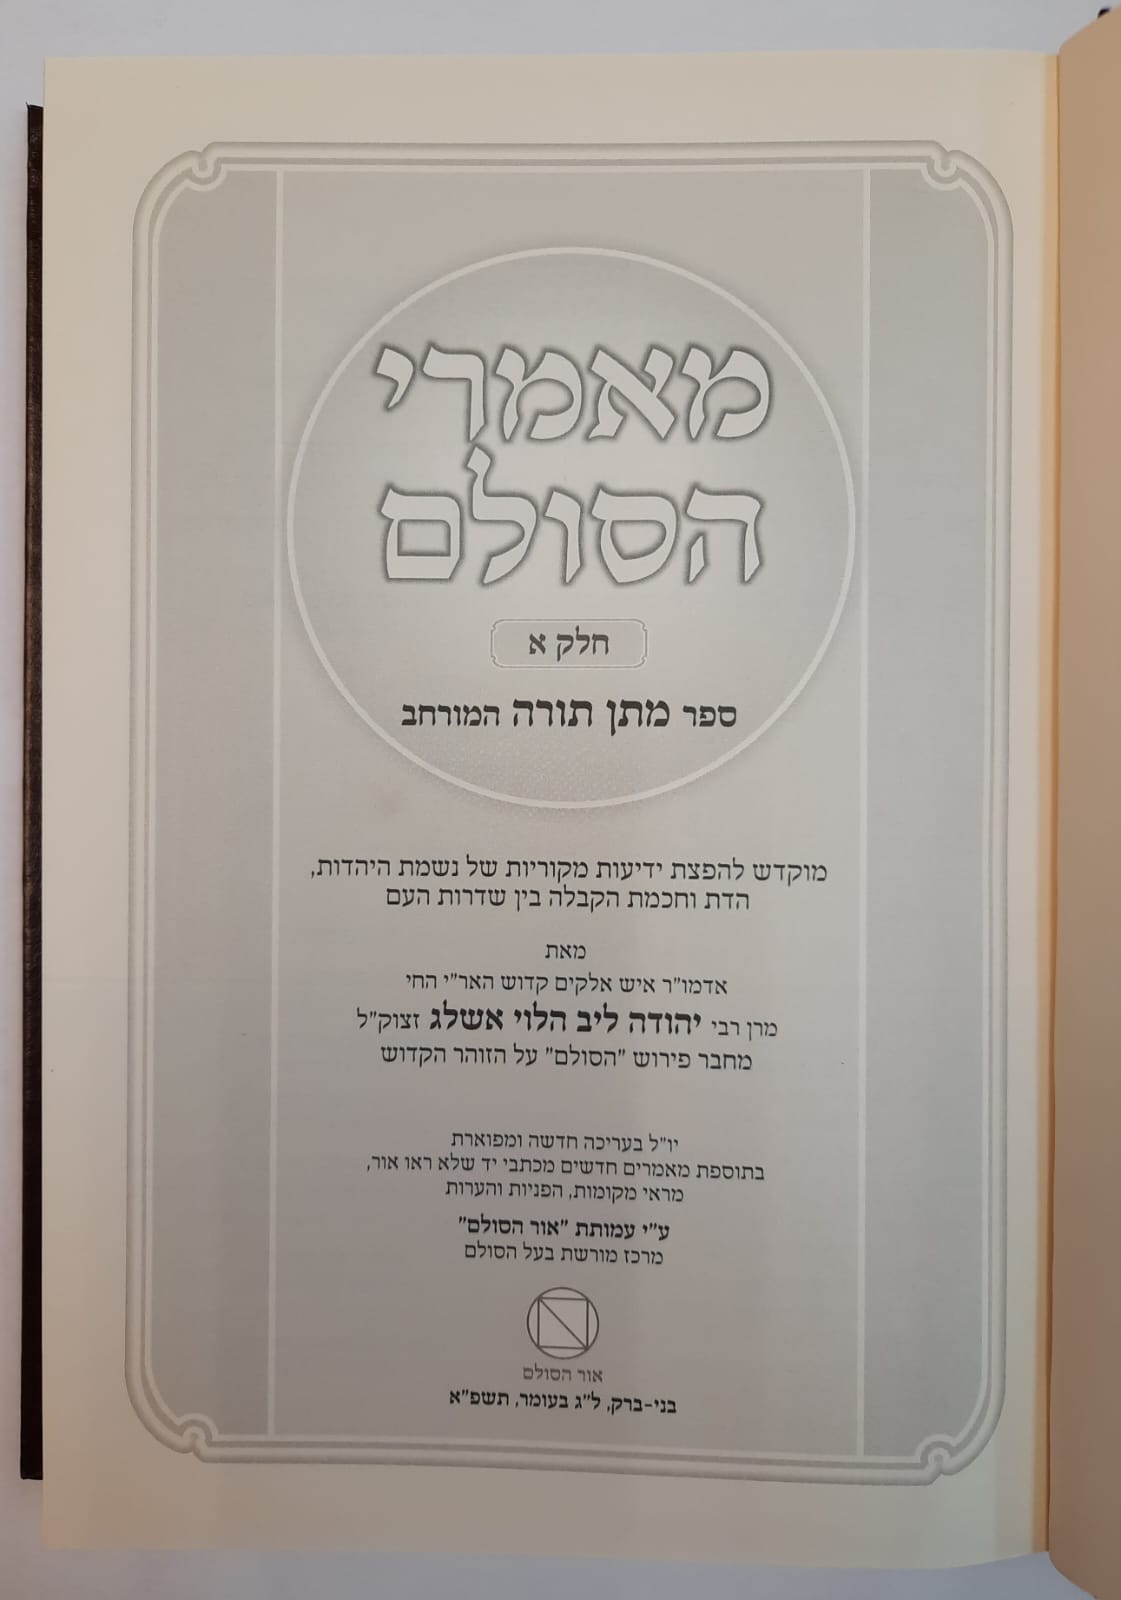 מאמרי
הסולם
חלק א
ספר מתן תורה המורחב
מוקדש להפצת ידיעות מקוריות של נשמת היהדות,
הדת וחכמת הקבלה בין שדרות העם
מאת
אדמו״ר איש אלקים קדוש האר״י החי
מרן רבי יהודה ליב הלוי אשלג זצוק״ל
מחבר פירוש ״הסולם״ על הזוהר הקדוש
יו״ל בעריכה חדשה ומפוארת
בתוספת מאמרים חדשים מכתבי יד שלא ראו אור,
מראי מקומות, הפניות והערות
ע״י עמותת ״אור הסולם״
מרכז מורשת בעל הסולם
אור הסולם
בני-ברק, ל״ג בעומר, תשפ״א